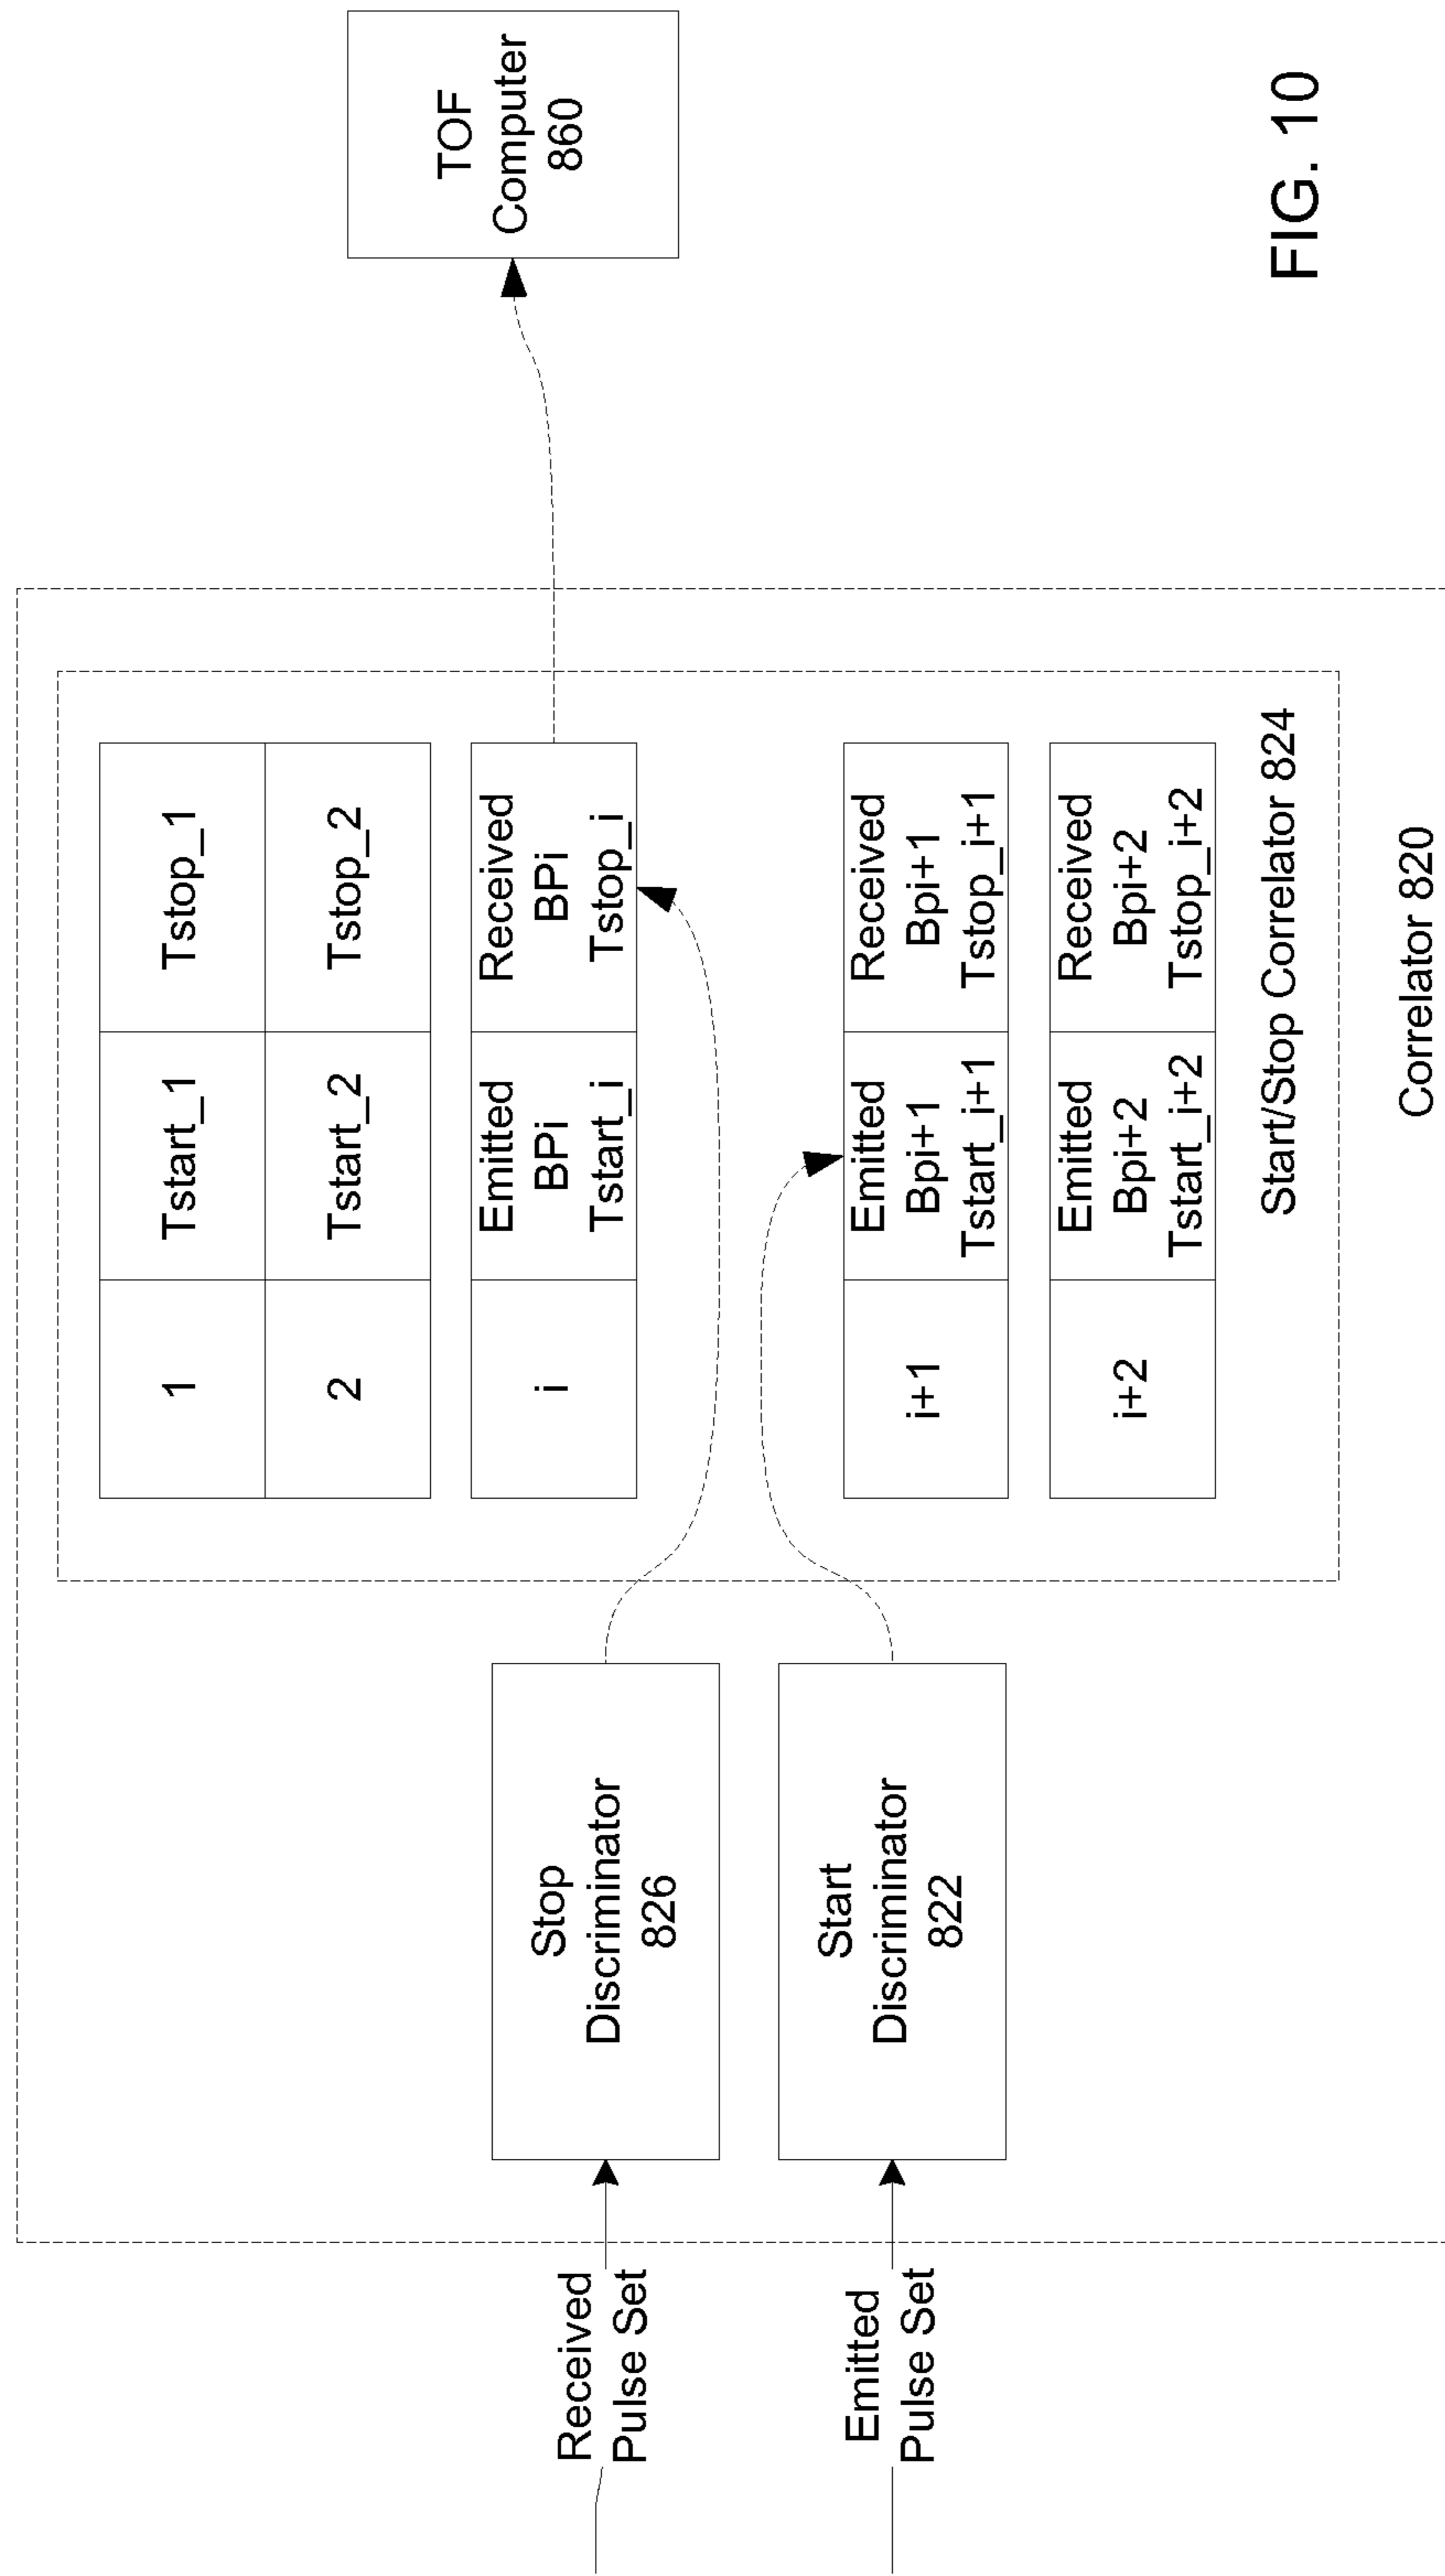 Received
Pulse Set
Emitted
Pulse Set
Stop
Discriminator
826
Start
Discriminator
822
1
Tstart_1
Tstop_1
2
Tstart_2
Tstop_2
i
Emitted
BPi
Tstart_i
Received
BPi
Tstop_i
i+1
Emitted
Bpi+1
Tstart_i+1
Received
Bpi+1
Tstop_i+1
i+2
Emitted
Bpi+2
Tstart_i+2
Received
Bpi+2
Tstop_i+2
Start/Stop Correlator 824
Correlator 820
TOF
Computer
860
FIG. 10